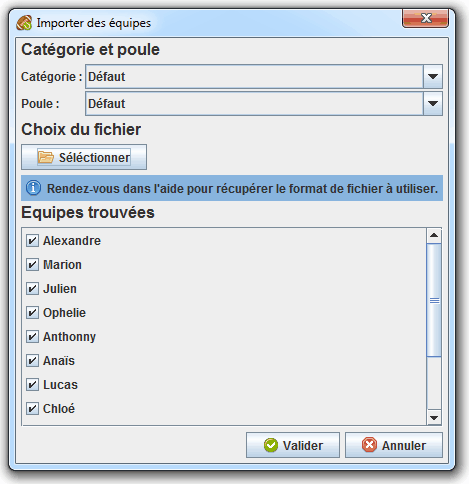 Importer des équipes
Catégorie et poule
Catégorie : Défaut
Poule : Défaut
Choix du fichier
Séléctionner
Rendez-vous dans l'aide pour récupérer le format de fichier à utiliser.
Equipes trouvées
Alexandre
Marion
Julien
Ophelie
Anthonny
Anaïs
Lucas
Chloé
Valider Annuler